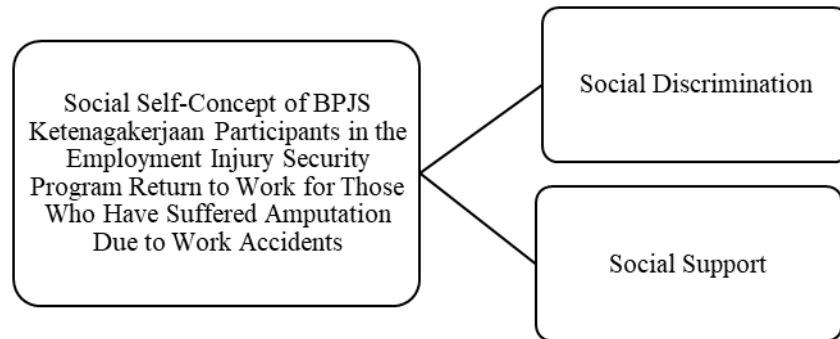 Social Self-Concept of BPJS
Ketenagakerjaan Participants in the
Employment Injury Security
Program Return to Work for Those
Who Have Suffered Amputation
Due to Work Accidents
Social Discrimination
Social Support